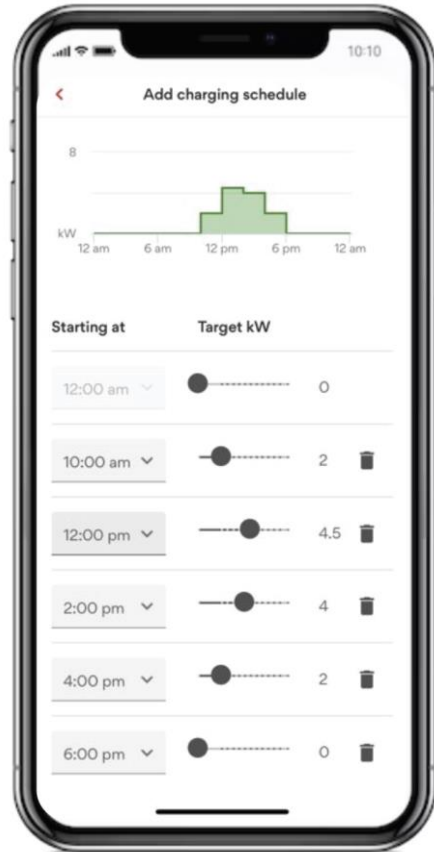 10:10
Add charging schedule
8
kW
12 am 6 am 12 pm 6 pm 12 am
Starting at Target kW
12:00 am 0
10:00 am 2
12:00 pm 4.5
2:00 pm 4
4:00 pm 2
6:00 pm 0